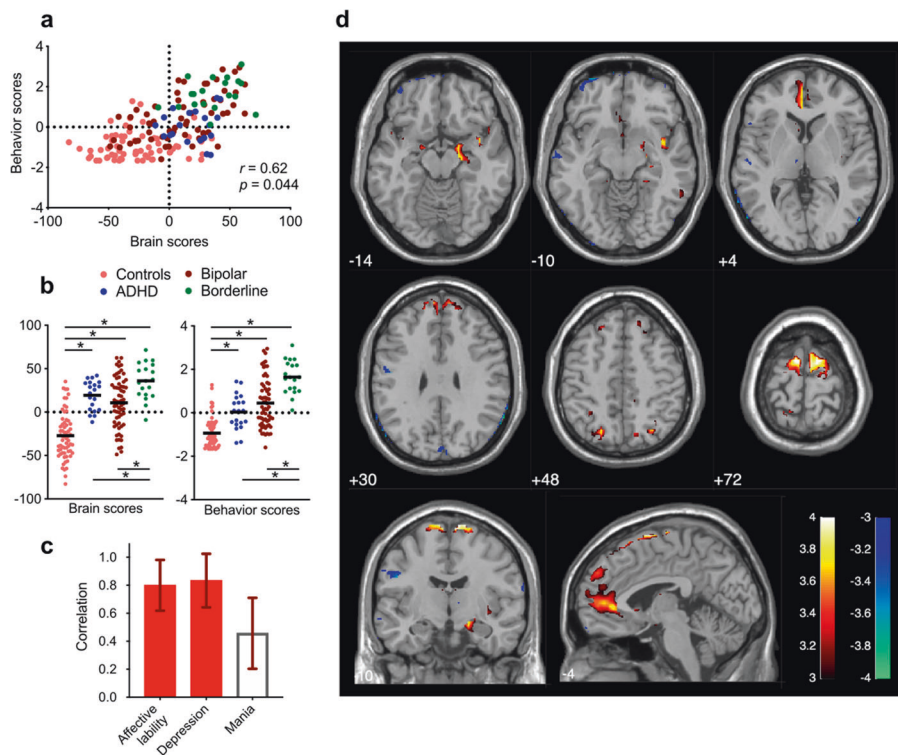 a
4
2
0
-2
-4
Behavior scores
r = 0.62
p = 0.044
-100 -50 0 50 100
Brain scores
Controls
Bipolar
ADHD
Borderline
b
* * *
100
50
0
-50
-100
* *
Brain scores
* * *
4
2
0
-2
-4
* *
Behavior scores
c
1.0
0.8
0.6
0.8
0.4
0.2
0.0
Correlation
Affective
lability
Depression
Mania
d
-14
-10
+4
+30
+48
+72
-10
-4
4
3.8
3.6
3.4
3.2
3
-3
-3.2
-3.4
-3.6
-3.8
-4